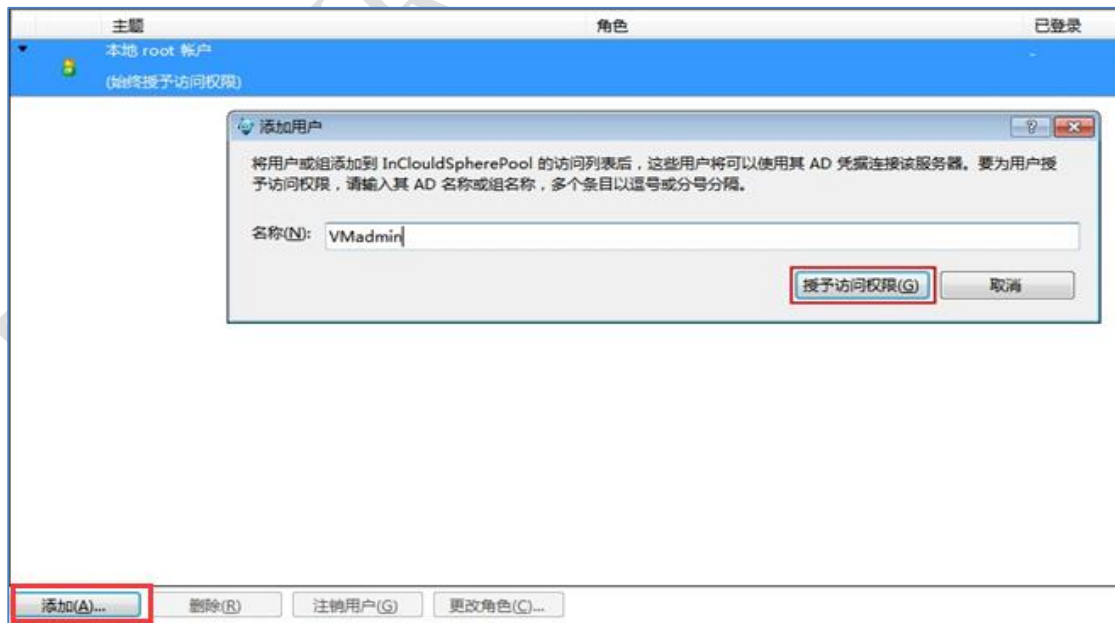 主题 角色 已登录
本地 root 帐户 -
(始终授予访问权限)
添加用户
将用户或组添加到 InClouldSpherePool 的访问列表后，这些用户将可以使用其 AD 凭据连接该服务器。要为用户授
予访问权限，请输入其 AD 名称或组名称，多个条目以逗号或分号分隔。
名称(N): VMadmin
授予访问权限(G) 取消
添加(A)... 删除(R) 注销用户(G) 更改角色(C)...